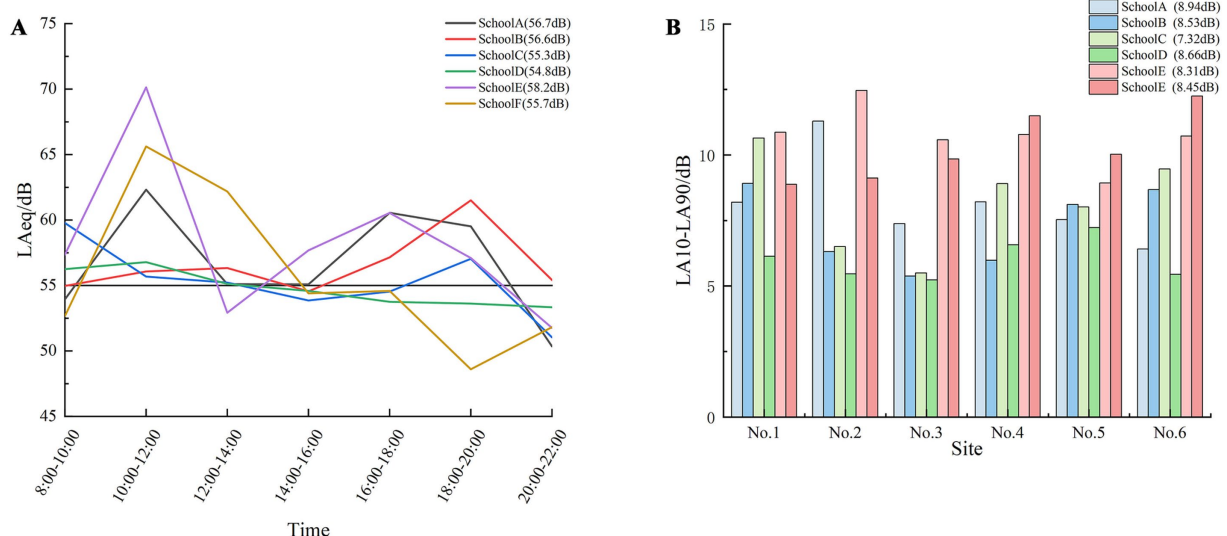 A
LAeq/dB
75
70
65
60
55
50
45
SchoolA(56.7dB)
SchoolB(56.6dB)
SchoolC(55.3dB)
SchoolD(54.8dB)
SchoolE(58.2dB)
SchoolF(55.7dB)
8:00-10:00
10:00-12:00
12:00-14:00
14:00-16:00
16:00-18:00
18:00-20:00
20:00-22:00
Time
B
LA10-LA90/dB
15
10
5
0
SchoolA (8.94dB)
SchoolB (8.53dB)
SchoolC (7.32dB)
SchoolD (8.66dB)
SchoolE (8.31dB)
SchoolE (8.45dB)
No.1 No.2 No.3 No.4 No.5 No.6
Site